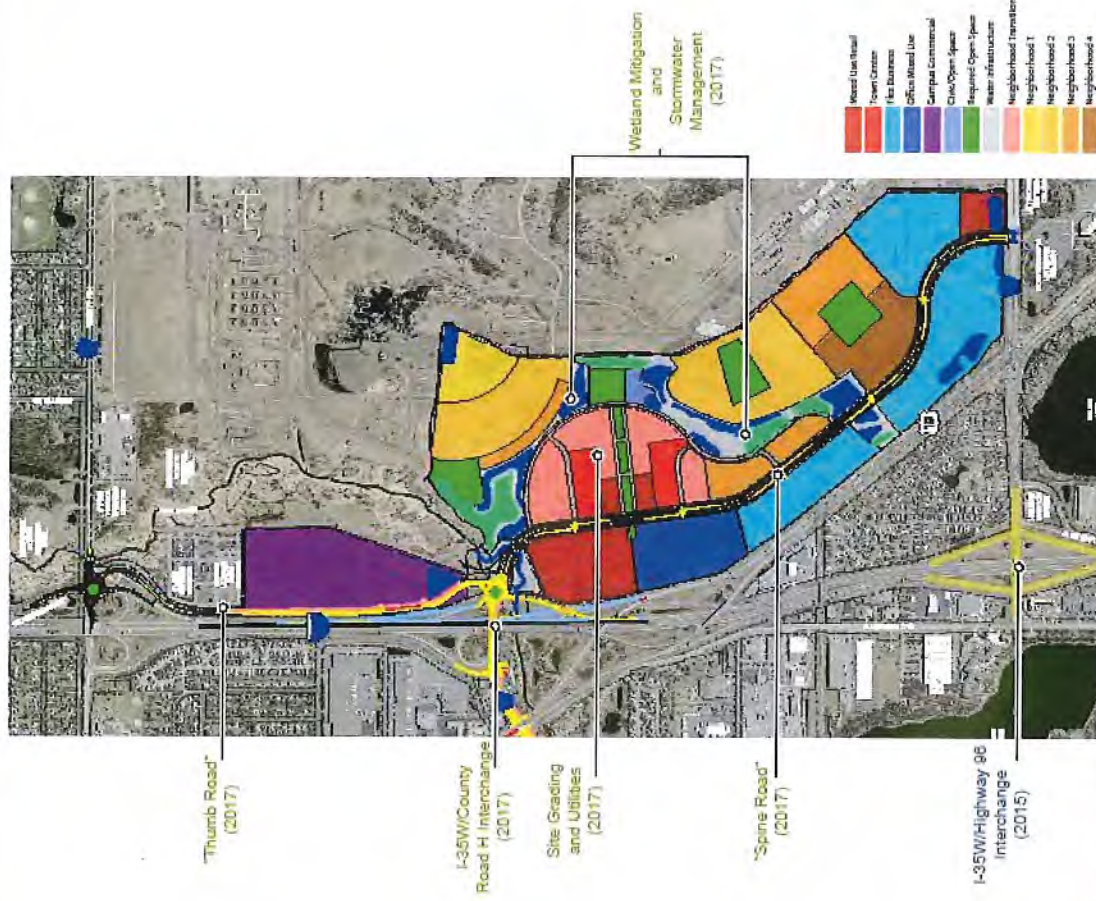 "Thumb Road"
(2017)
I-35W/County
Road H Interchange
(2017)
Site Grading
and Utilities
(2017)
"Spine Road"
(2017)
I-35W/Highway 96
Interchange
(2015)
Wetland Mitigation
and
Stormwater
Management
(2017)
Mixed Use Retail
Town Center
Flex Business
Office Mixed Use
Campus Commercial
Civic/Open Space
Required Open Space
Water Infrastructure
Neighborhood Transition
Neighborhood 1
Neighborhood 2
Neighborhood 3
Neighborhood 4